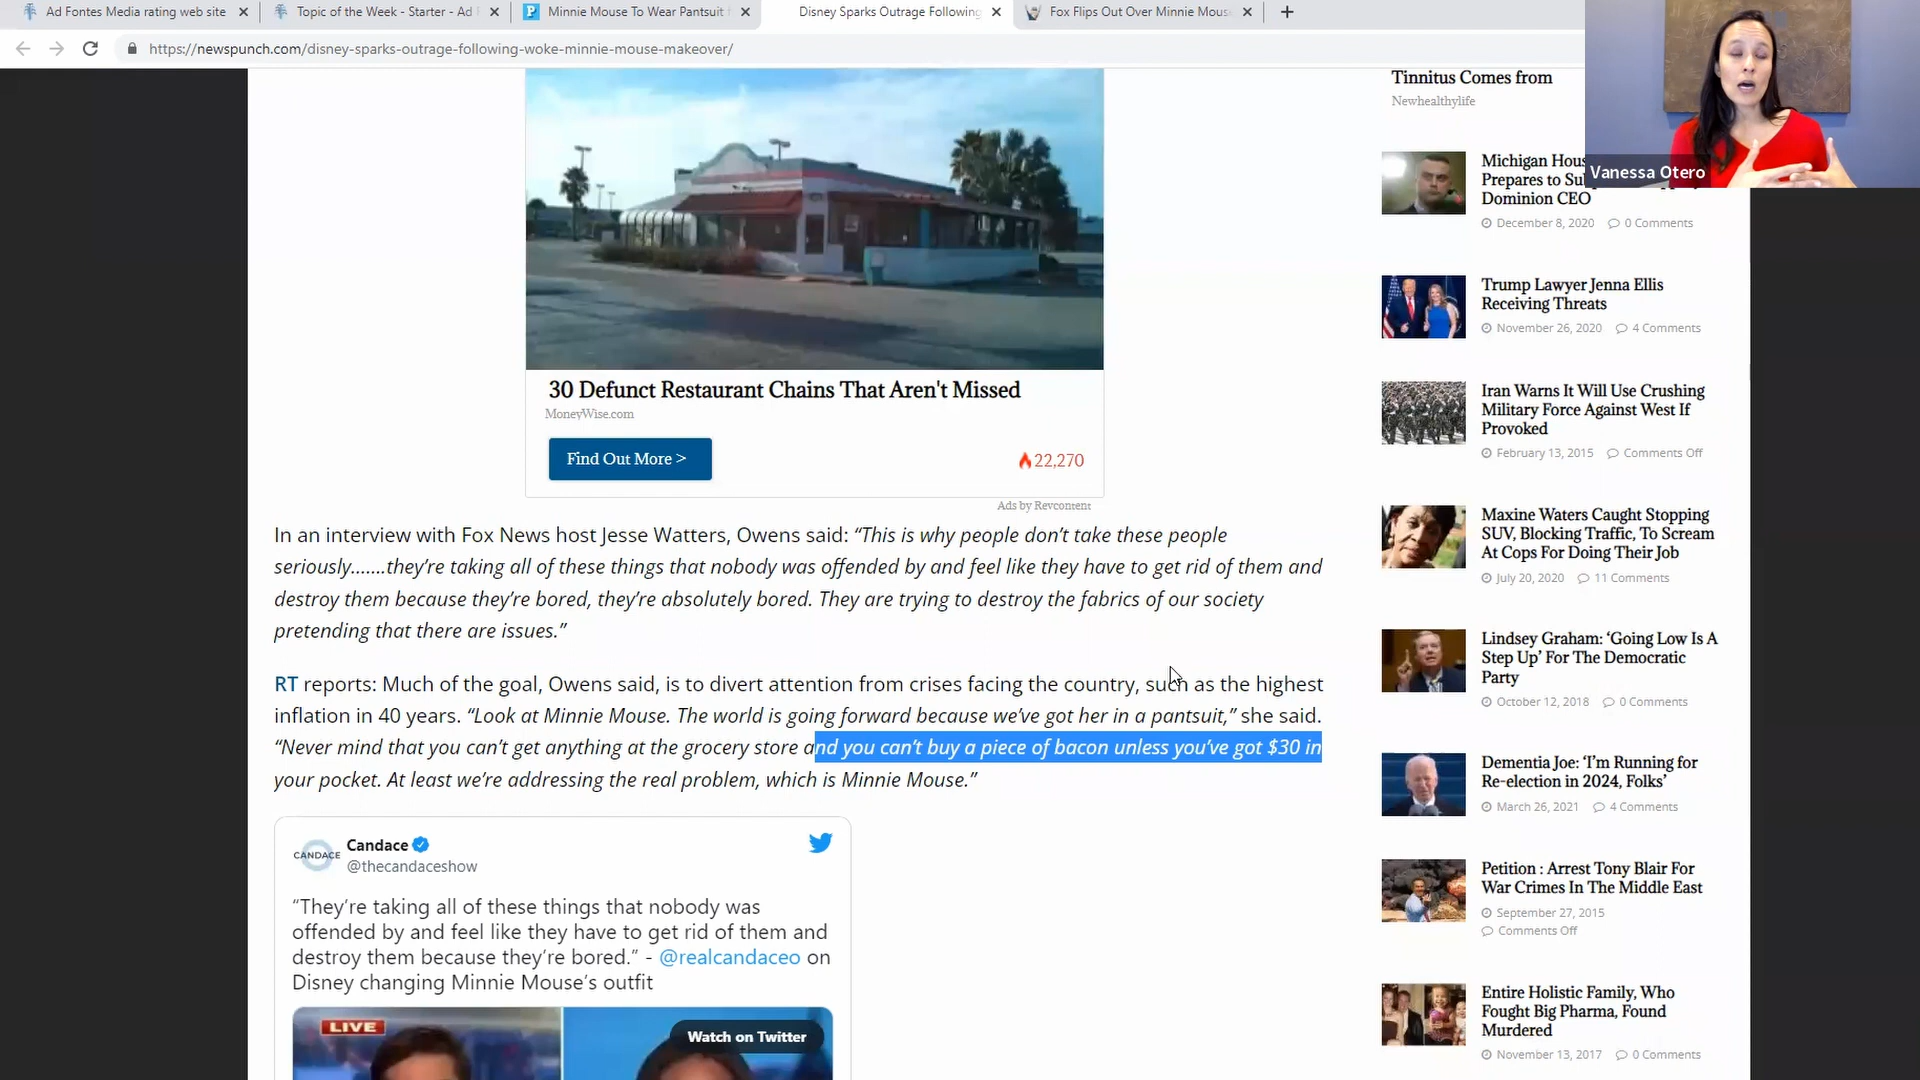 Ad Fontes Media rating web site
Topic of the Week - Starter - Ad
Minnie Mouse To Wear Pantsuit
Disney Sparks Outrage Following
Fox Flips Out Over Minnie Mous
https://newspunch.com/disney-sparks-outrage-following-woke-minnie-mouse-makeover/
Vanessa Otero
30 Defunct Restaurant Chains That Aren't Missed
MoneyWise.com
Find Out More >
22,270
Ads by Revcontent
In an interview with Fox News host Jesse Watters, Owens said: “This is why people don’t take these people
seriously…….they’re taking all of these things that nobody was offended by and feel like they have to get rid of them and
destroy them because they’re bored, they’re absolutely bored. They are trying to destroy the fabrics of our society
pretending that there are issues.”
RT reports: Much of the goal, Owens said, is to divert attention from crises facing the country, such as the highest
inflation in 40 years. “Look at Minnie Mouse. The world is going forward because we’ve got her in a pantsuit,” she said.
“Never mind that you can’t get anything at the grocery store and you can’t buy a piece of bacon unless you’ve got $30 in
your pocket. At least we’re addressing the real problem, which is Minnie Mouse.”
CANDACE
Candace
@thecandaceshow
“They’re taking all of these things that nobody was
offended by and feel like they have to get rid of them and
destroy them because they’re bored.” - @realcandaceo on
Disney changing Minnie Mouse’s outfit
LIVE
Watch on Twitter
Tinnitus Comes from
Newhealthylife
Michigan Hous
Prepares to Su
Dominion CEO
December 8, 2020 0 Comments
Trump Lawyer Jenna Ellis
Receiving Threats
November 26, 2020 4 Comments
Iran Warns It Will Use Crushing
Military Force Against West If
Provoked
February 13, 2015 Comments Off
Maxine Waters Caught Stopping
SUV, Blocking Traffic, To Scream
At Cops For Doing Their Job
July 20, 2020 11 Comments
Lindsey Graham: ‘Going Low Is A
Step Up’ For The Democratic
Party
October 12, 2018 0 Comments
Dementia Joe: ‘I’m Running for
Re-election in 2024, Folks’
March 26, 2021 4 Comments
Petition : Arrest Tony Blair For
War Crimes In The Middle East
September 27, 2015
Comments Off
Entire Holistic Family, Who
Fought Big Pharma, Found
Murdered
November 13, 2017 0 Comments